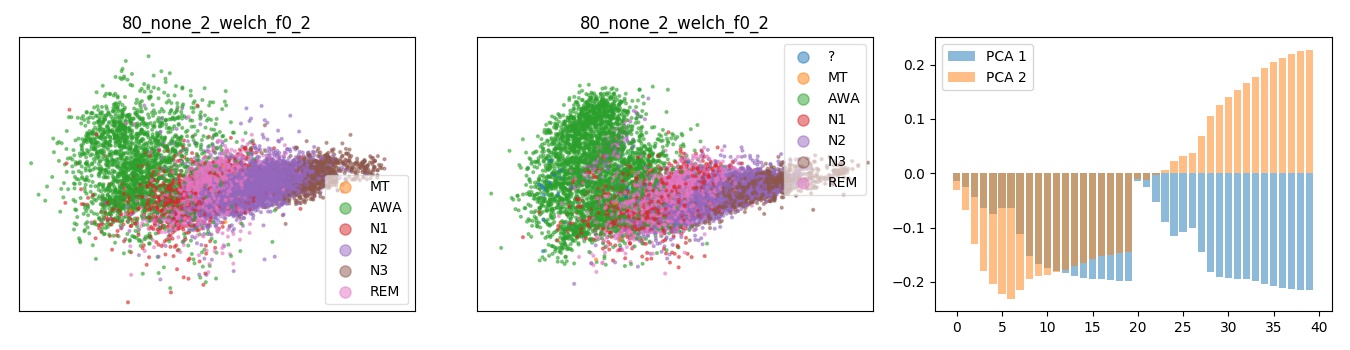 80_none_2_welch_f0_2
MT
AWA
N1
N2
N3
REM
80_none_2_welch_f0_2
?
MT
AWA
N1
N2
N3
REM
PCA 1
PCA 2
0.2
0.1
0.0
−0.1
−0.2
0 5 10 15 20 25 30 35 40